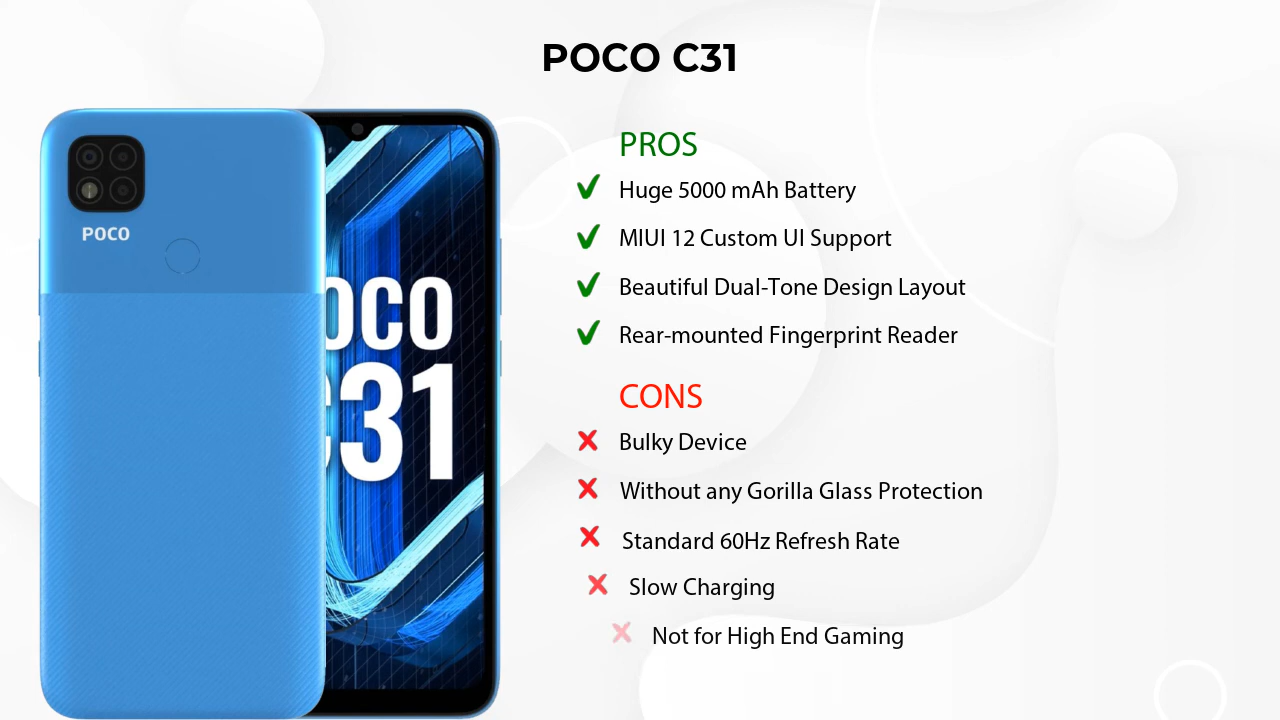 POCO C31
POCO
OCO
C31
PROS
Huge 5000 mAh Battery
MIUI 12 Custom UI Support
Beautiful Dual-Tone Design Layout
Rear-mounted Fingerprint Reader
CONS
Bulky Device
Without any Gorilla Glass Protection
Standard 60Hz Refresh Rate
Slow Charging
Not for High End Gaming